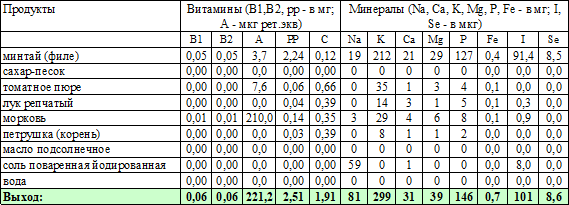 Продукты Витамины (B1,B2, pp - в мг; Минералы (Na, Ca, K, Mg, P, Fe - в мг; I,
А - мкг рет.экв) Se - в мкг)
B1 B2 A PP C Na K Ca Mg P Fe I Se
минтай (филе) 0,05 0,05 3,7 2,24 0,12 19 212 21 29 127 0,4 91,4 8,5
сахар-песок 0,00 0,00 0,0 0,00 0,00 0 0 0 0 0 0,0 0,0 0,0
томатное пюре 0,00 0,00 7,6 0,06 0,66 0 35 1 3 4 0,1 0,0 0,0
лук репчатый 0,00 0,00 0,0 0,04 0,39 0 14 3 1 5 0,1 0,3 0,0
морковь 0,01 0,01 210,0 0,14 0,35 3 29 4 6 8 0,1 0,9 0,0
петрушка (корень) 0,00 0,00 0,0 0,03 0,39 0 8 1 1 2 0,0 0,0 0,0
масло подсолнечное 0,00 0,00 0,0 0,00 0,00 0 0 0 0 0 0,0 0,0 0,0
соль поваренная йодированная 0,00 0,00 0,0 0,00 0,00 59 0 1 0 0 0,0 8,0 0,0
вода 0,00 0,00 0,0 0,00 0,00 0 0 0 0 0 0,0 0,0 0,0
Выход: 0,06 0,06 221,2 2,51 1,91 81 299 31 39 146 0,7 101 8,6